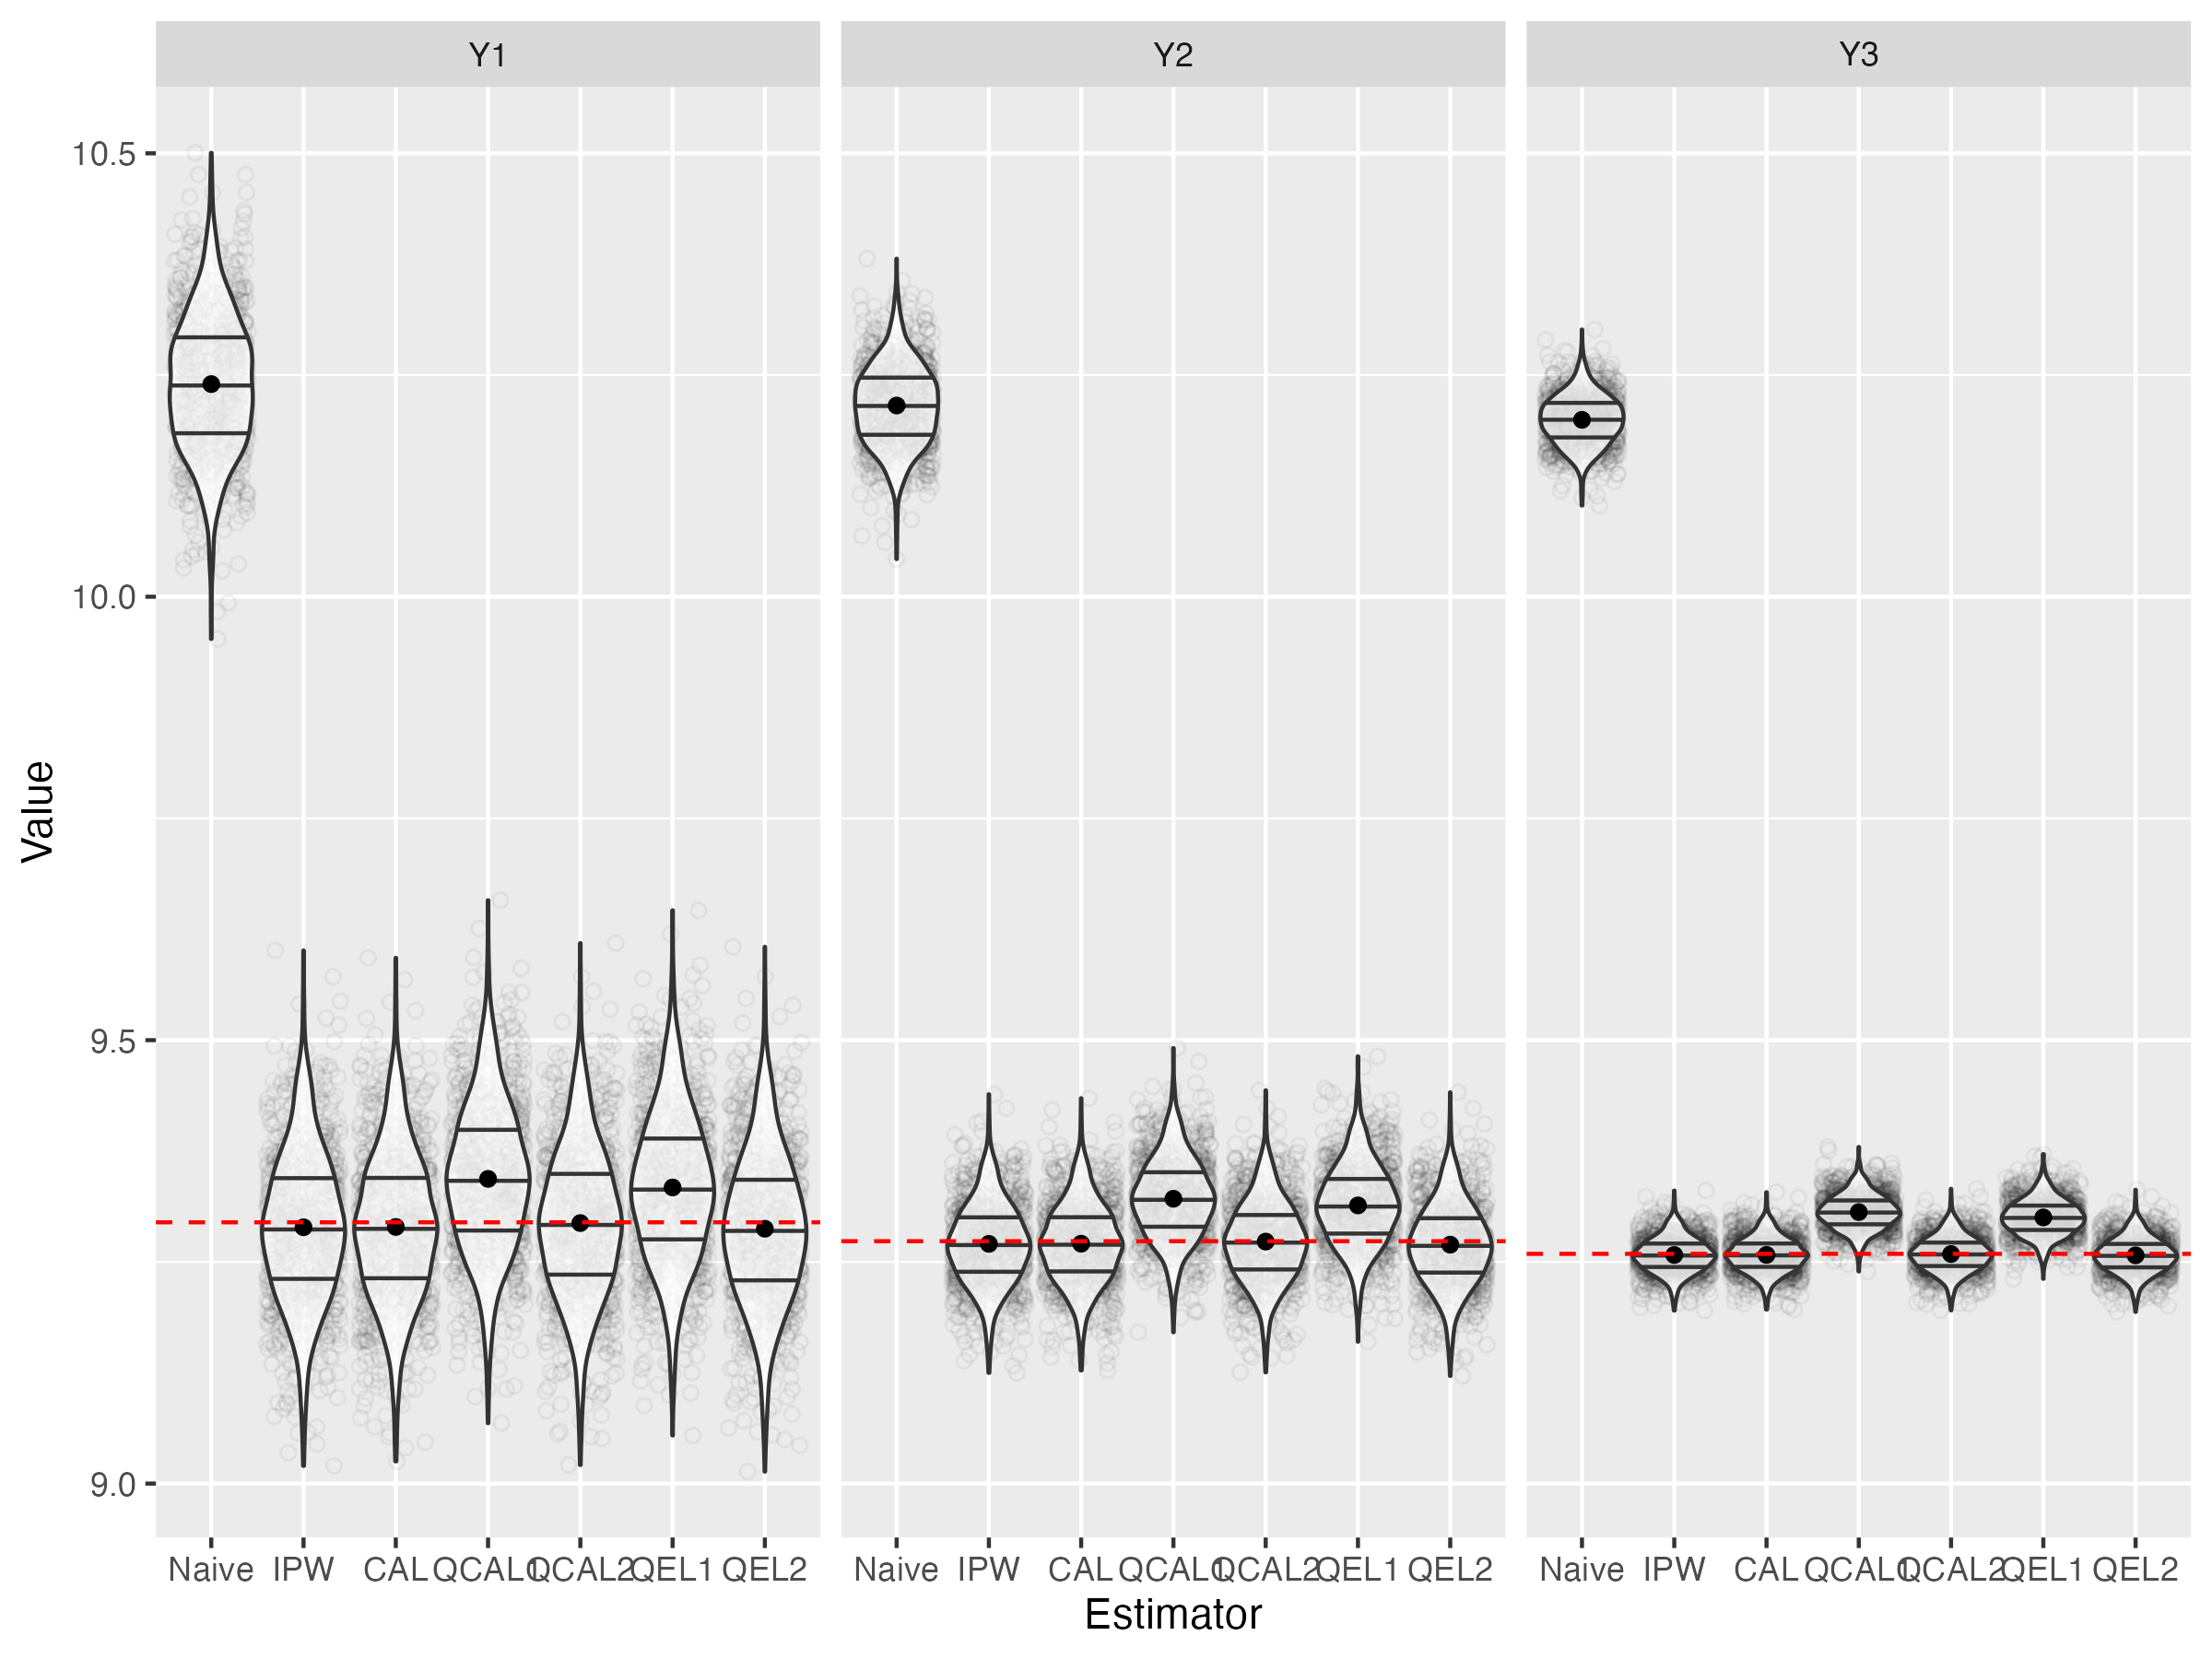 Y1 Y2 Y3
10.5
10.0
9.5
9.0
Value
Naive IPW CAL QCAL1 QCAL2 QEL1 QEL2 Naive IPW CAL QCAL1 QCAL2 QEL1 QEL2 Naive IPW CAL QCAL1 QCAL2 QEL1 QEL2
Estimator